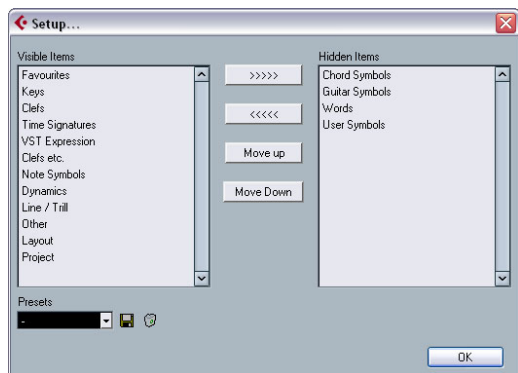 Setup...
Visible Items
Favourites
Keys
Clefs
Time Signatures
VST Expression
Clefs etc.
Note Symbols
Dynamics
Line / Trill
Other
Layout
Project
>>>>>
<<<<<
Move up
Move Down
Hidden Items
Chord Symbols
Guitar Symbols
Words
User Symbols
Presets
-
OK